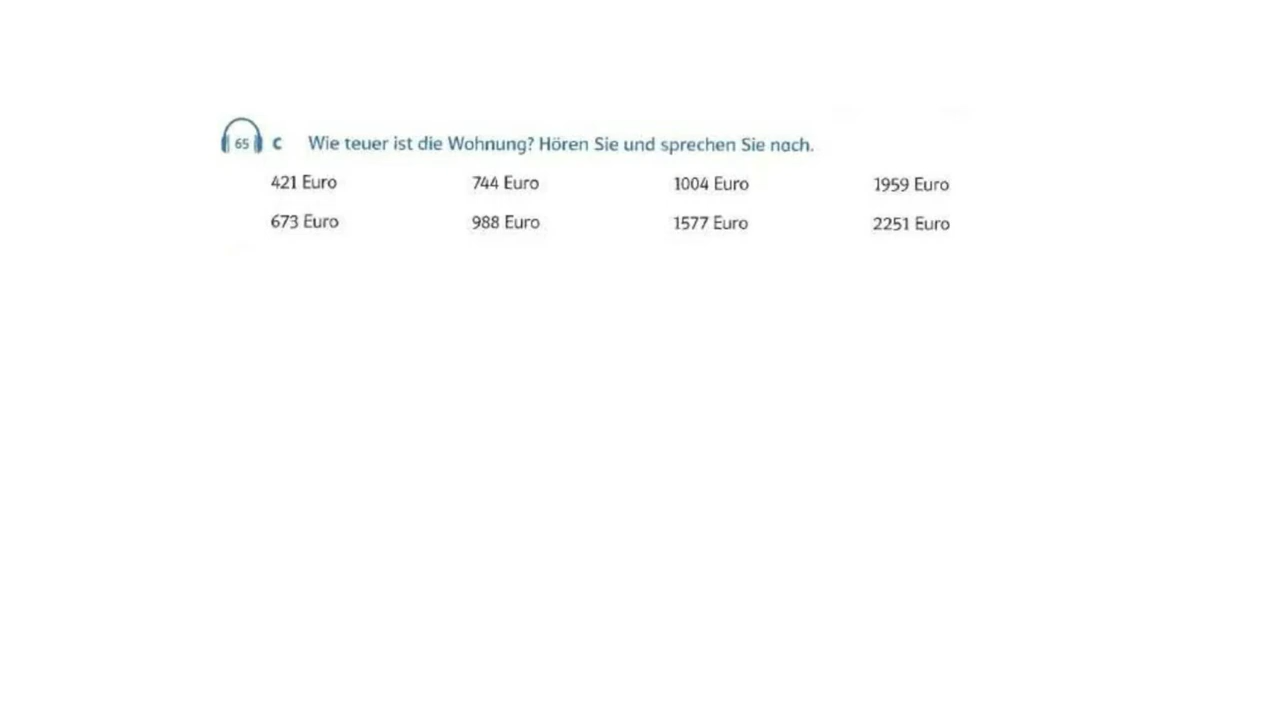 65 C Wie teuer ist die Wohnung? Hören Sie und sprechen Sie nach.
421 Euro 744 Euro 1004 Euro 1959 Euro
673 Euro 988 Euro 1577 Euro 2251 Euro